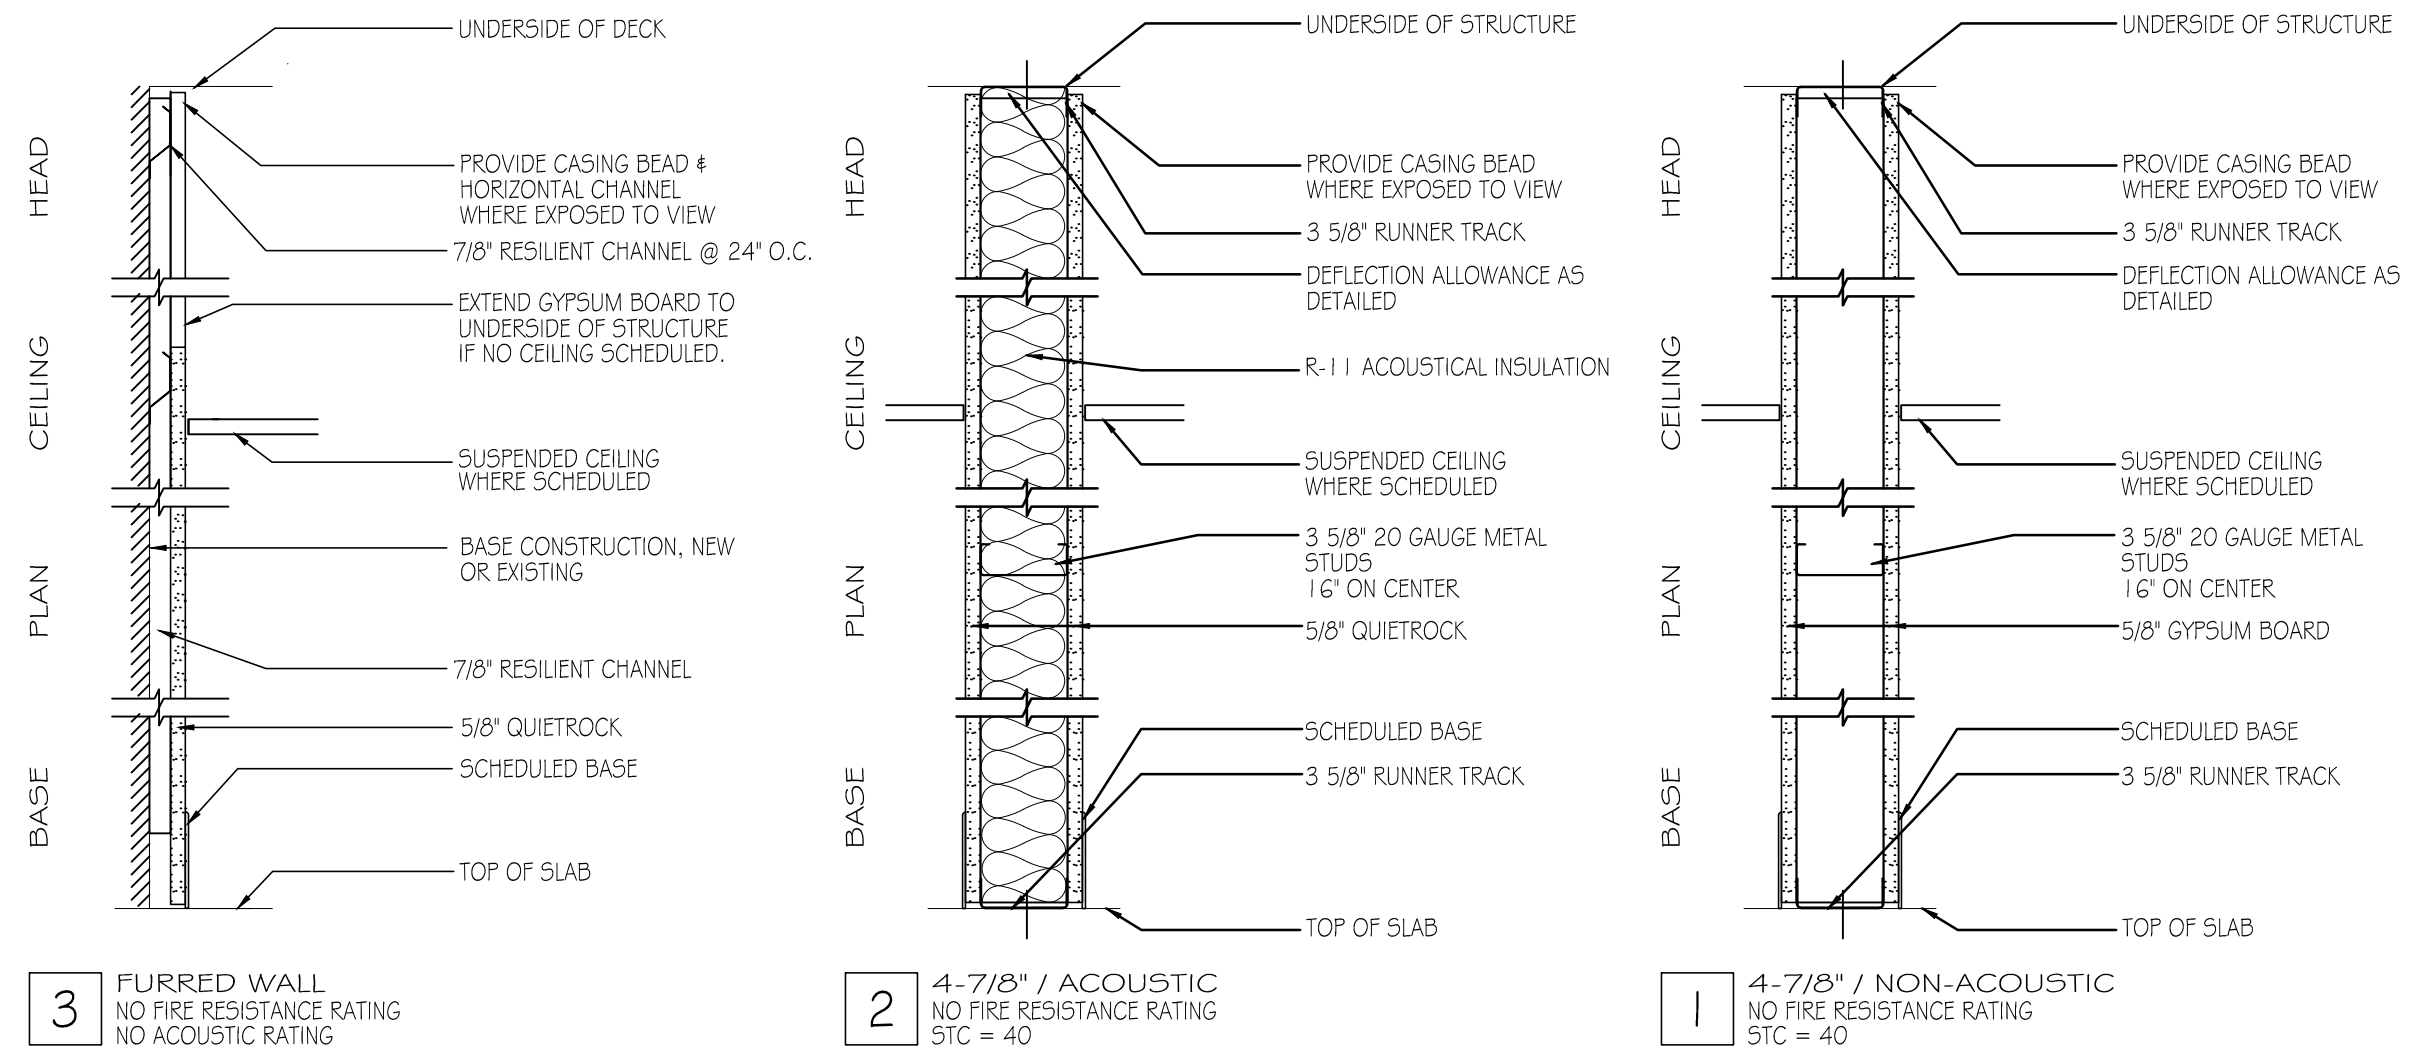 HEAD
CEILING
PLAN
BASE
UNDERSIDE OF DECK
PROVIDE CASING BEAD &
HORIZONTAL CHANNEL
WHERE EXPOSED TO VIEW
7/8" RESILIENT CHANNEL @ 24" O.C.
EXTEND GYPSUM BOARD TO
UNDERSIDE OF STRUCTURE
IF NO CEILING SCHEDULED.
SUSPENDED CEILING
WHERE SCHEDULED
BASE CONSTRUCTION, NEW
OR EXISTING
7/8" RESILIENT CHANNEL
5/8" QUIETROCK
SCHEDULED BASE
TOP OF SLAB
3
FURRED WALL
NO FIRE RESISTANCE RATING
NO ACOUSTIC RATING
HEAD
CEILING
PLAN
BASE
UNDERSIDE OF STRUCTURE
PROVIDE CASING BEAD
WHERE EXPOSED TO VIEW
3 5/8" RUNNER TRACK
DEFLECTION ALLOWANCE AS
DETAILED
R-11 ACOUSTICAL INSULATION
SUSPENDED CEILING
WHERE SCHEDULED
3 5/8" 20 GAUGE METAL
STUDS
16" ON CENTER
5/8" QUIETROCK
SCHEDULED BASE
3 5/8" RUNNER TRACK
TOP OF SLAB
2
4-7/8" / ACOUSTIC
NO FIRE RESISTANCE RATING
STC = 40
HEAD
CEILING
PLAN
BASE
UNDERSIDE OF STRUCTURE
PROVIDE CASING BEAD
WHERE EXPOSED TO VIEW
3 5/8" RUNNER TRACK
DEFLECTION ALLOWANCE AS
DETAILED
SUSPENDED CEILING
WHERE SCHEDULED
3 5/8" 20 GAUGE METAL
STUDS
16" ON CENTER
5/8" GYPSUM BOARD
SCHEDULED BASE
3 5/8" RUNNER TRACK
TOP OF SLAB
1
4-7/8" / NON-ACOUSTIC
NO FIRE RESISTANCE RATING
STC = 40